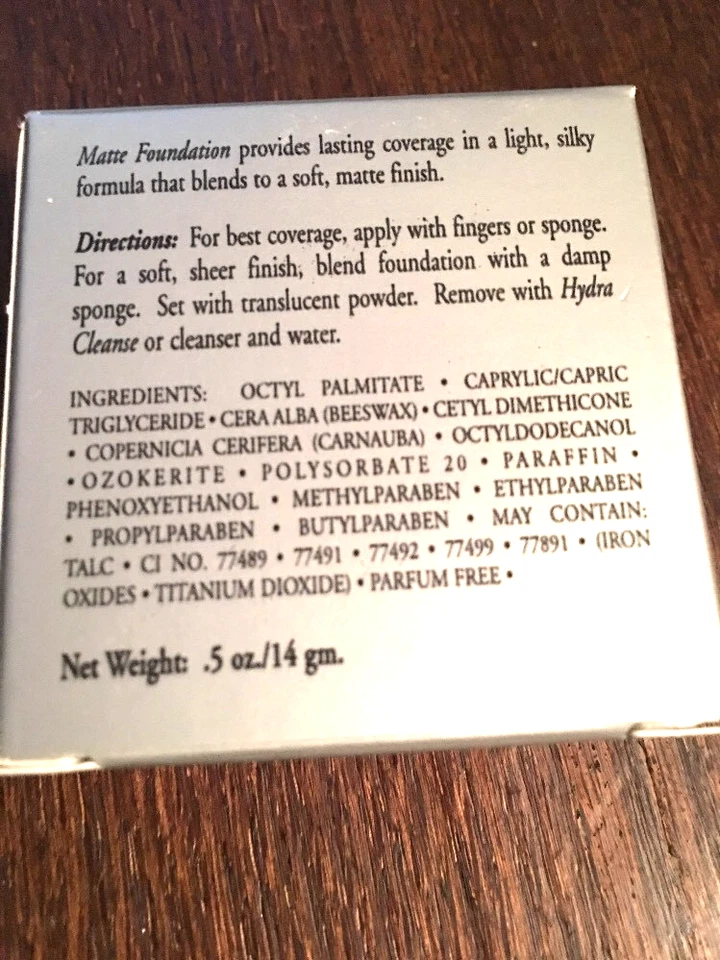 Matte Foundation provides lasting coverage in a light, silky
formula that blends to a soft, matte finish.
Directions: For best coverage, apply with fingers or sponge.
For a soft, sheer finish, blend foundation with a damp
sponge. Set with translucent powder. Remove with Hydra
Cleanse or cleanser and water.
INGREDIENTS: OCTYL PALMITATE • CAPRYLIC/CAPRIC
TRIGLYCERIDE • CERA ALBA (BEESWAX) • CETYL DIMETHICONE
• COPERNICIA CERIFERA (CARNAUBA) • OCTYLDODECANOL
• OZOKERITE • POLYSORBATE 20 • PARAFFIN •
PHENOXYETHANOL • METHYLPARABEN • ETHYLPARABEN
• PROPYLPARABEN • BUTYLPARABEN • MAY CONTAIN:
TALC • CI NO. 77489 • 77491 • 77492 • 77499 • 77891 • (IRON
OXIDES • TITANIUM DIOXIDE) • PARFUM FREE •
Net Weight: .5 oz./14 gm.